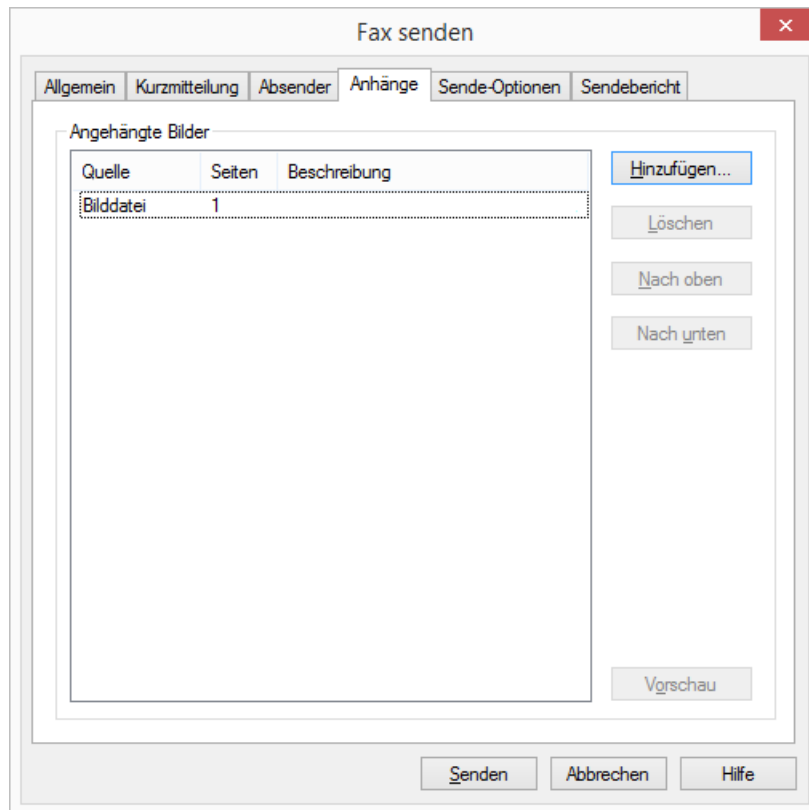 Fax senden
Allgemein Kurzmitteilung Absender Anhänge Sende-Optionen Sendebericht
Angehängte Bilder
Quelle Seiten Beschreibung
Bilddatei 1
Hinzufügen...
Löschen
Nach oben
Nach unten
Vorschau
Senden Abbrechen Hilfe